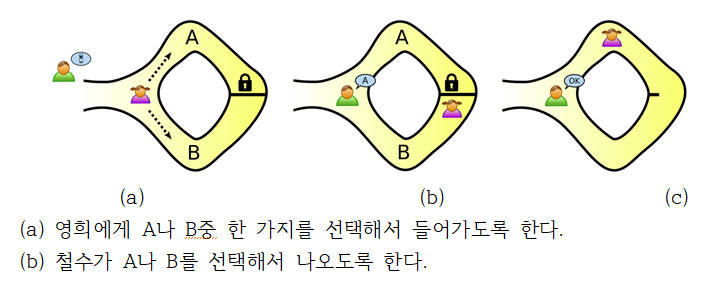 A
B
A
A
B
OK
(a) (b) (c)
(a) 영희에게 A나 B중 한 가지를 선택해서 들어가도록 한다.
(b) 철수가 A나 B를 선택해서 나오도록 한다.